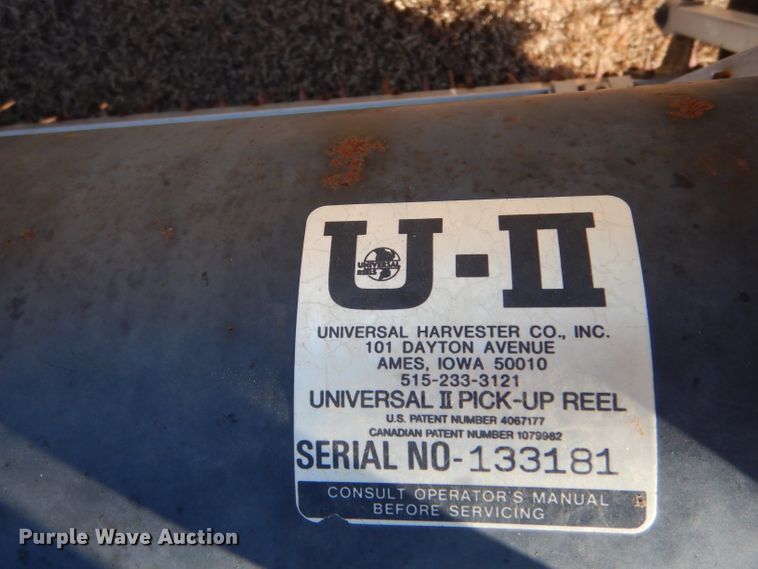 U-II
UNIVERSAL
REELS
UNIVERSAL HARVESTER CO., INC.
101 DAYTON AVENUE
AMES, IOWA 50010
515-233-3121
UNIVERSAL II PICK-UP REEL
U.S. PATENT NUMBER 4067177
CANADIAN PATENT NUMBER 1079982
SERIAL NO-133181
CONSULT OPERATOR'S MANUAL
BEFORE SERVICING
Purple Wave Auction